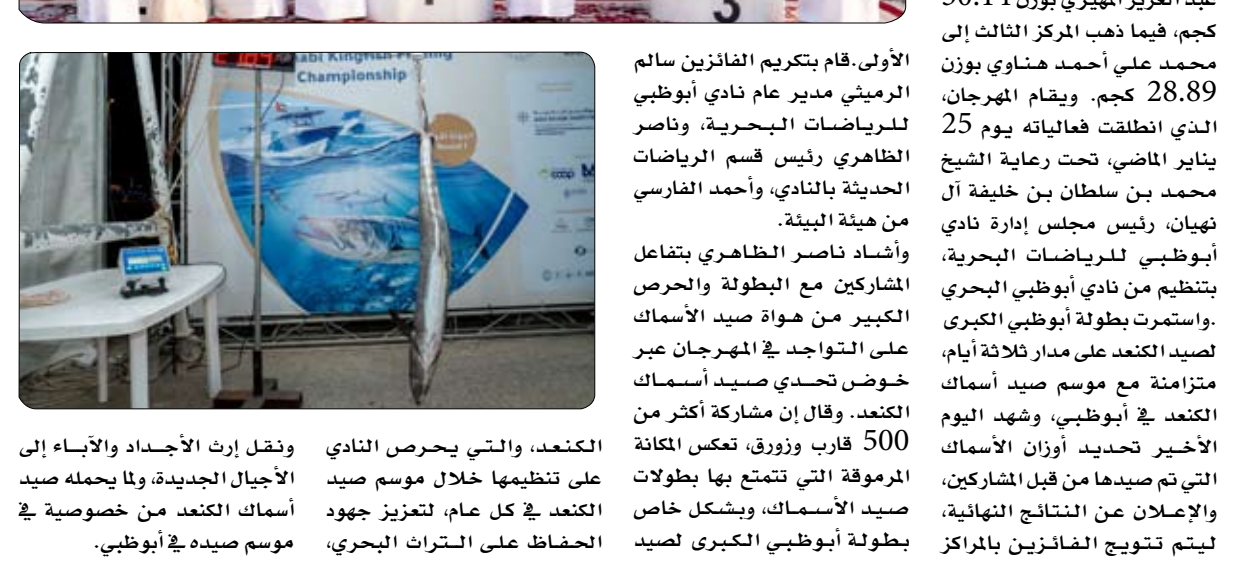 عبد العزيز المهيري بوزن
كجم، فيما ذهب المركز الثالث إلى
محمد علي أحمد هناوي بوزن
28.89 كجم. ويقام المهرجان،
الذي انطلقت فعالياته يوم 25
يناير الماضي، تحت رعاية الشيخ
محمد بن سلطان بن خليفة آل
نهيان، رئيس مجلس إدارة نادي
أبوظبي للرياضات البحرية،
بتنظيم من نادي أبوظبي البحري
.واستمرت بطولة أبوظبي الكبرى
لصيد الكنعد على مدار ثلاثة أيام،
متزامنة مع موسم صيد أسماك
الكنعد في أبوظبي، وشهد اليوم
الأخير تحديد أوزان الأسماك
التي تم صيدها من قبل المشاركين،
والإعلان عن النتائج النهائية،
ليتم تتويج الفائزين بالمراكز
الأولى.قام بتكريم الفائزين سالم
الرميثي مدير عام نادي أبوظبي
للرياضات البحرية، وناصر
الظاهري رئيس قسم الرياضات
الحديثة بالنادي، وأحمد الفارسي
من هيئة البيئة.
وأشاد ناصر الظاهري بتفاعل
المشاركين مع البطولة والحرص
الكبير من هواة صيد الأسماك
على التواجد في المهرجان عبر
خوض تحدي صيد أسماك
الكنعد. وقال إن مشاركة أكثر من
500 قارب وزورق، تعكس المكانة
المرموقة التي تتمتع بها بطولات
صيد الأسماك، وبشكل خاص
بطولة أبوظبي الكبرى لصيد
الكنعد، والتي يحرص النادي
على تنظيمها خلال موسم صيد
الكنعد في كل عام، لتعزيز جهود
الحفاظ على التراث البحري،
ونقل إرث الأجداد والآباء إلى
الأجيال الجديدة، ولما يحمله صيد
أسماك الكنعد من خصوصية في
موسم صيده في أبوظبي.
3
Championship
coop